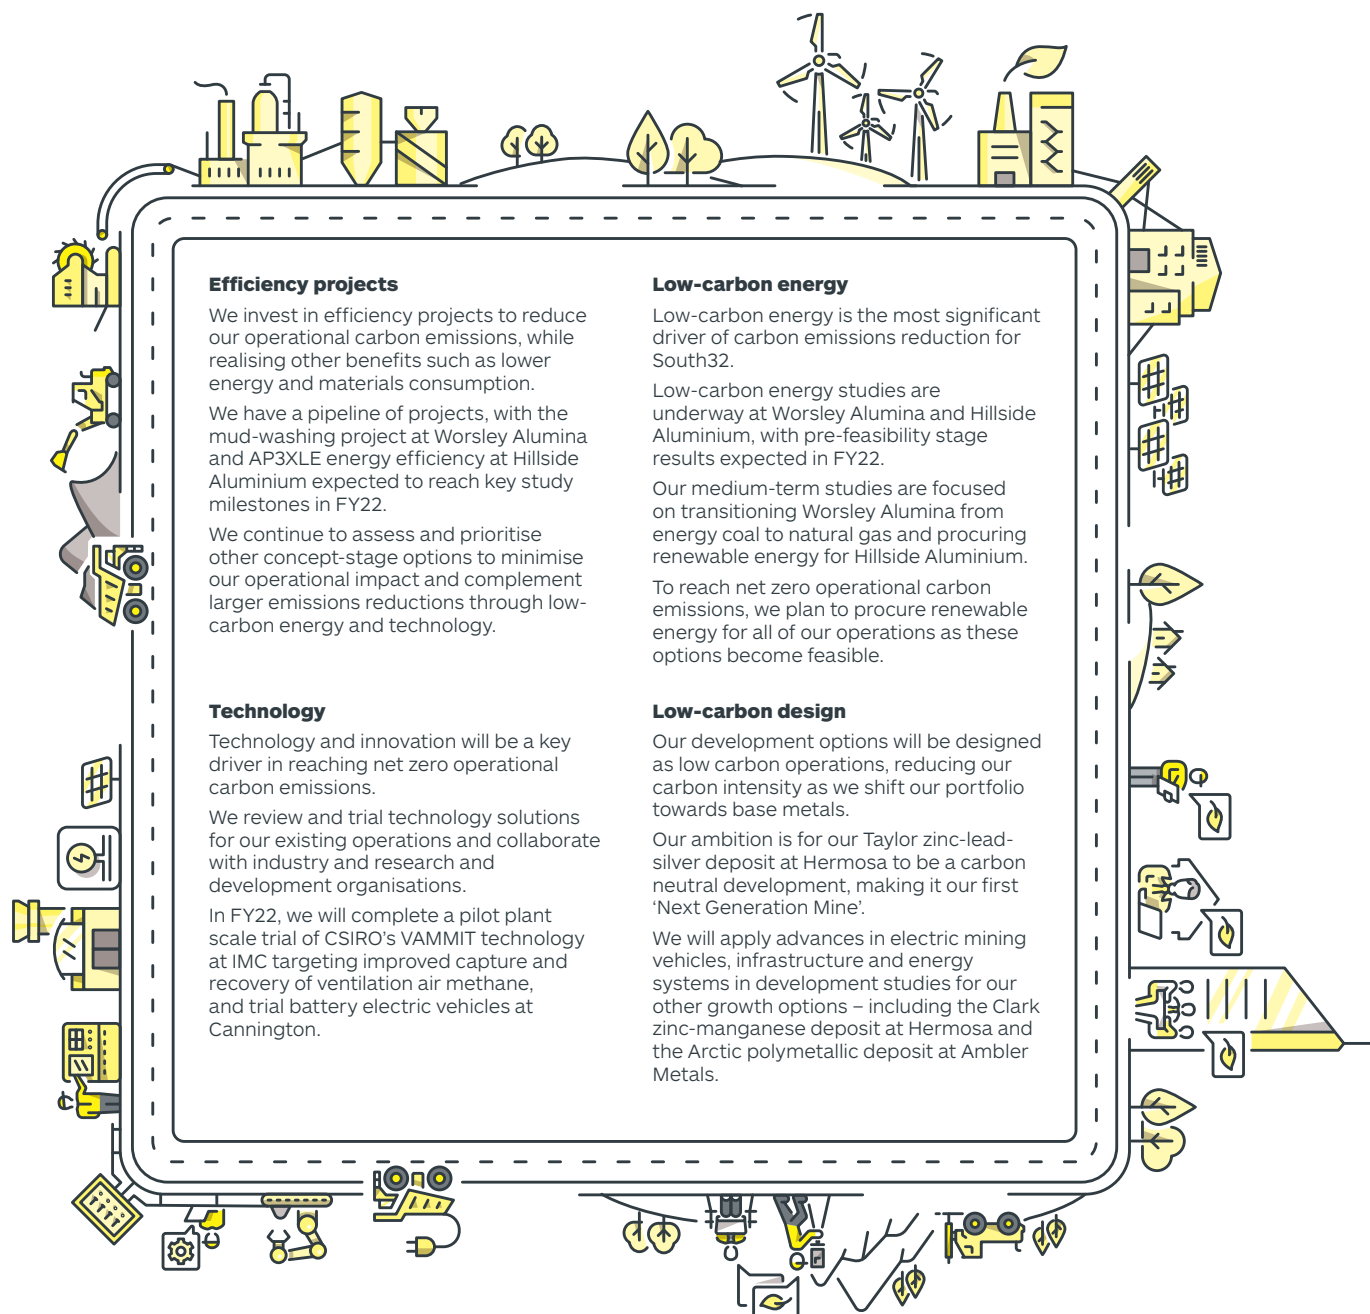 Efficiency projects
We invest in efficiency projects to reduce
our operational carbon emissions, while
realising other benefits such as lower
energy and materials consumption.
We have a pipeline of projects, with the
mud-washing project at Worsley Alumina
and AP3XLE energy efficiency at Hillside
Aluminium expected to reach key study
milestones in FY22.
We continue to assess and prioritise
other concept-stage options to minimise
our operational impact and complement
larger emissions reductions through low-
carbon energy and technology.
Low-carbon energy
Low-carbon energy is the most significant
driver of carbon emissions reduction for
South32.
Low-carbon energy studies are
underway at Worsley Alumina and Hillside
Aluminium, with pre-feasibility stage
results expected in FY22.
Our medium-term studies are focused
on transitioning Worsley Alumina from
energy coal to natural gas and procuring
renewable energy for Hillside Aluminium.
To reach net zero operational carbon
emissions, we plan to procure renewable
energy for all of our operations as these
options become feasible.
Technology
Technology and innovation will be a key
driver in reaching net zero operational
carbon emissions.
We review and trial technology solutions
for our existing operations and collaborate
with industry and research and
development organisations.
In FY22, we will complete a pilot plant
scale trial of CSIRO’s VAMMIT technology
at IMC targeting improved capture and
recovery of ventilation air methane,
and trial battery electric vehicles at
Cannington.
Low-carbon design
Our development options will be designed
as low carbon operations, reducing our
carbon intensity as we shift our portfolio
towards base metals.
Our ambition is for our Taylor zinc-lead-
silver deposit at Hermosa to be a carbon
neutral development, making it our first
‘Next Generation Mine’.
We will apply advances in electric mining
vehicles, infrastructure and energy
systems in development studies for our
other growth options – including the Clark
zinc-manganese deposit at Hermosa and
the Arctic polymetallic deposit at Ambler
Metals.